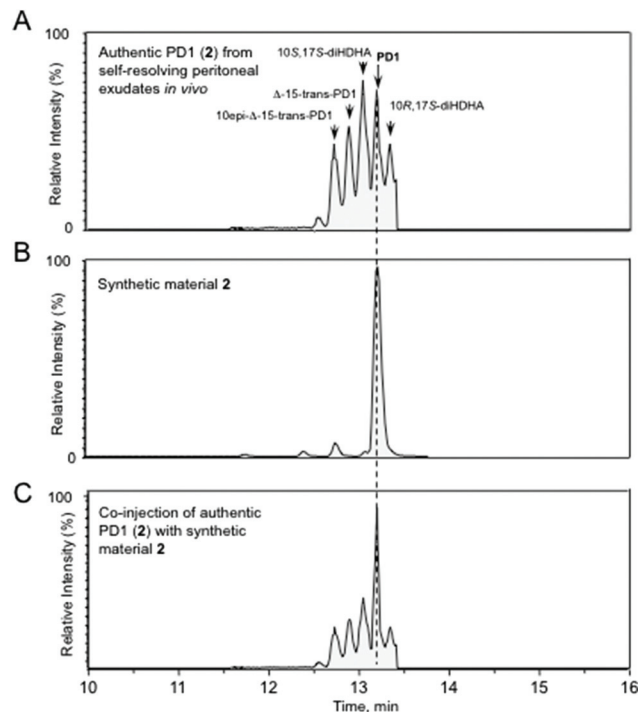 A
100
Authentic PD1 (2) from
self-resolving peritoneal
exudates in vivo
10S,17S-diHDHA
PD1
Δ-15-trans-PD1
10epi-Δ-15-trans-PD1
10R,17S-diHDHA
Relative Intensity (%)
0
B
100
Synthetic material 2
Relative Intensity (%)
0
C
100
Co-injection of authentic
PD1 (2) with synthetic
material 2
Relative Intensity (%)
0
10 11 12 13 14 15 16
Time, min